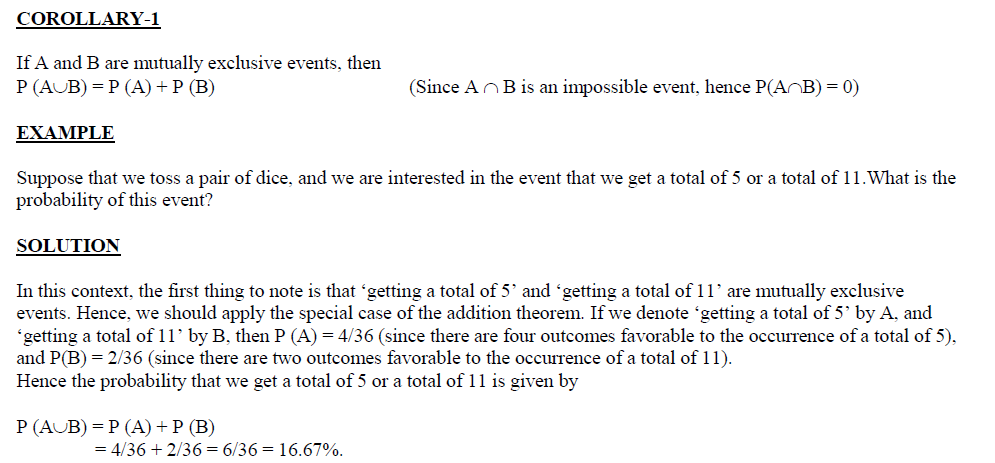 COROLLARY-1
If A and B are mutually exclusive events, then
P (A∪B) = P (A) + P (B) (Since A ∩ B is an impossible event, hence P(A∩B) = 0)
EXAMPLE
Suppose that we toss a pair of dice, and we are interested in the event that we get a total of 5 or a total of 11.What is the
probability of this event?
SOLUTION
In this context, the first thing to note is that ‘getting a total of 5’ and ‘getting a total of 11’ are mutually exclusive
events. Hence, we should apply the special case of the addition theorem. If we denote ‘getting a total of 5’ by A, and
‘getting a total of 11’ by B, then P (A) = 4/36 (since there are four outcomes favorable to the occurrence of a total of 5),
and P(B) = 2/36 (since there are two outcomes favorable to the occurrence of a total of 11).
Hence the probability that we get a total of 5 or a total of 11 is given by
P (A∪B) = P (A) + P (B)
= 4/36 + 2/36 = 6/36 = 16.67%.